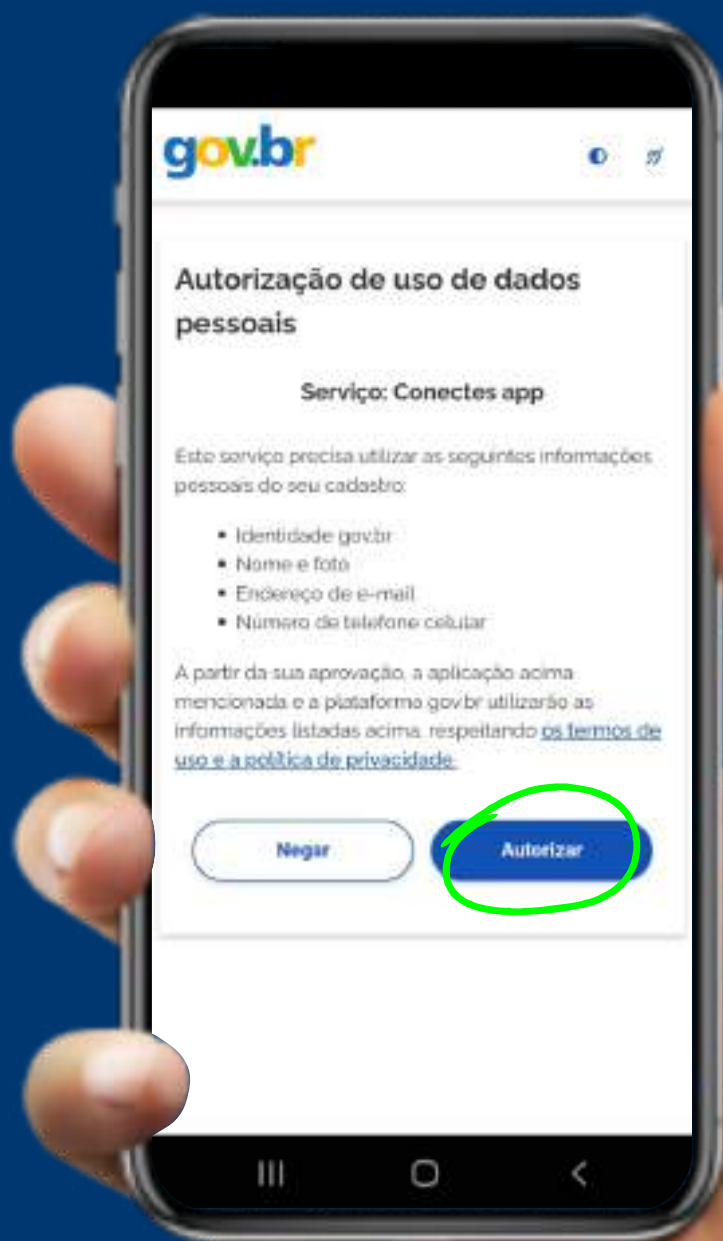 gov.br
Autorização de uso de dados
pessoais
Serviço: Conectes app
Este serviço precisa utilizar as seguintes informações
pessoais do seu cadastro:
Identidade gov.br
Nome e foto
Endereço de e-mail
Número de telefone celular
A partir da sua aprovação, a aplicação acima
mencionada e a plataforma gov.br utilizarão as
informações listadas acima, respeitando os termos de
uso e a política de privacidade.
Negar
Autorizar